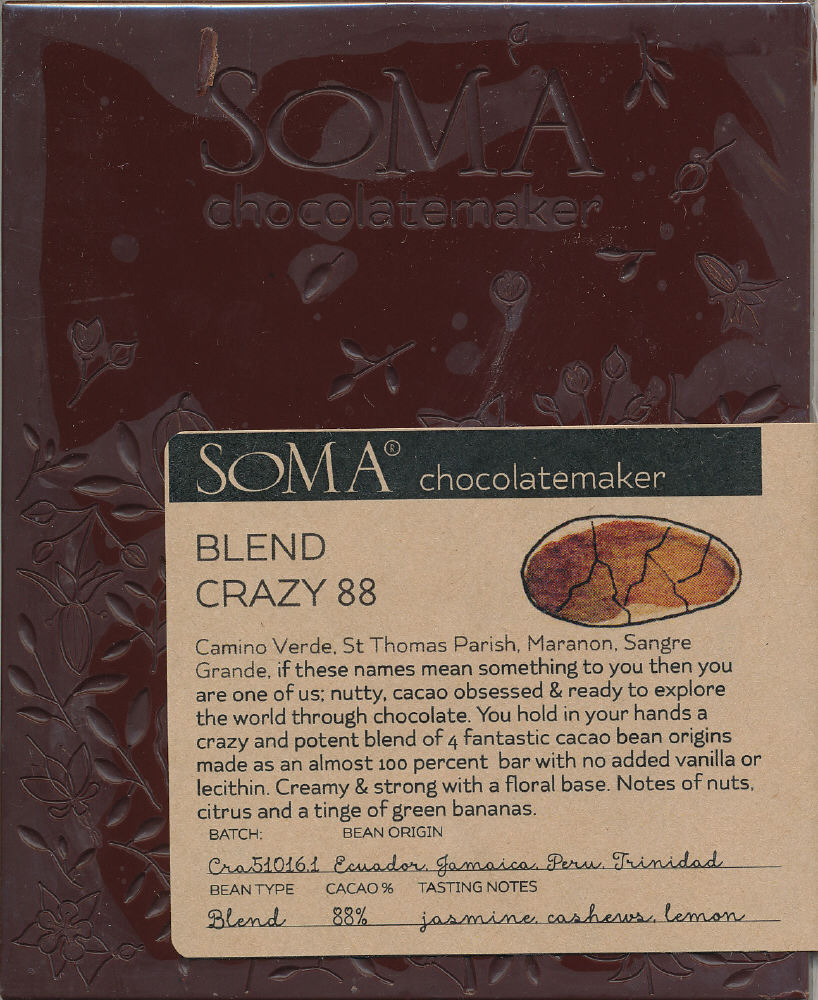 SOMA
chocolatemaker
SOMA® chocolatemaker
BLEND
CRAZY 88
Camino Verde, St Thomas Parish, Maranon, Sangre
Grande, if these names mean something to you then you
are one of us; nutty, cacao obsessed & ready to explore
the world through chocolate. You hold in your hands a
crazy and potent blend of 4 fantastic cacao bean origins
made as an almost 100 percent bar with no added vanilla or
lecithin. Creamy & strong with a floral base. Notes of nuts,
citrus and a tinge of green bananas.
BATCH: BEAN ORIGIN
Cra510161 Ecuador, Jamaica, Peru, Trinidad
BEAN TYPE CACAO % TASTING NOTES
Blend 88% jasmine, cashews, lemon